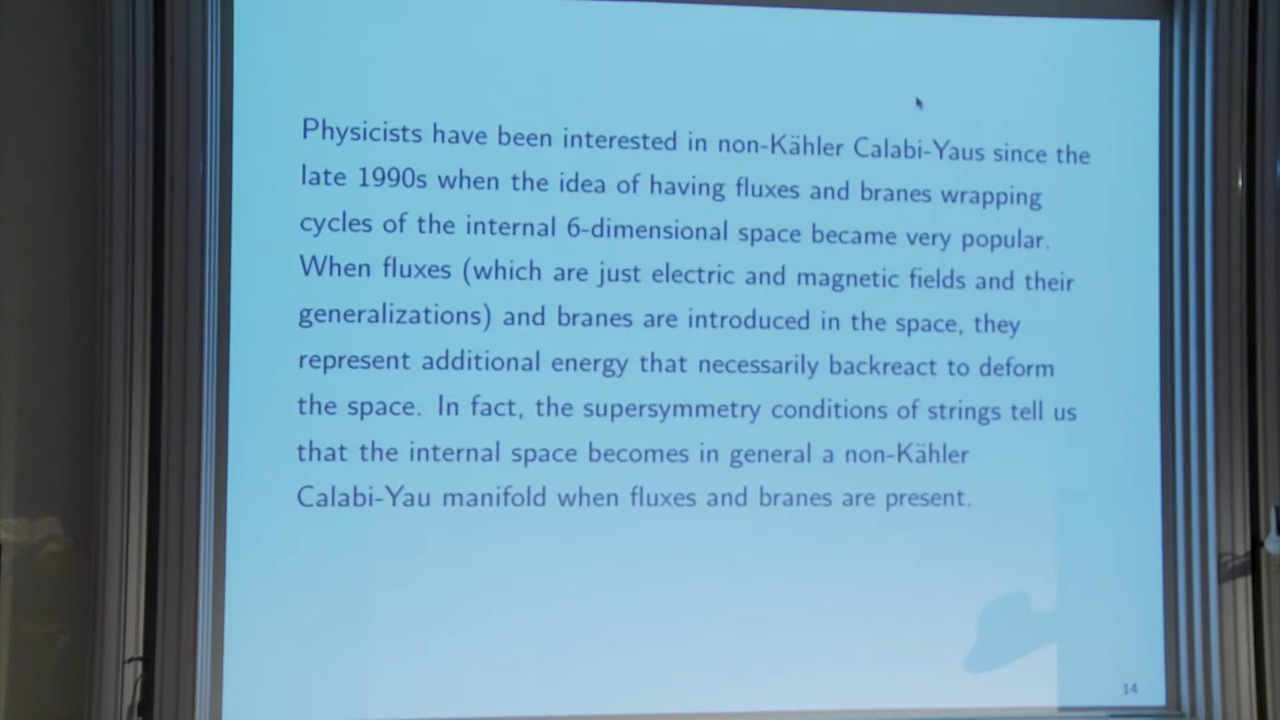 Physicists have been interested in non-Kähler Calabi-Yaus since the
late 1990s when the idea of having fluxes and branes wrapping
cycles of the internal 6-dimensional space became very popular.
When fluxes (which are just electric and magnetic fields and their
generalizations) and branes are introduced in the space, they
represent additional energy that necessarily backreact to deform
the space. In fact, the supersymmetry conditions of strings tell us
that the internal space becomes in general a non-Kähler
Calabi-Yau manifold when fluxes and branes are present.
14